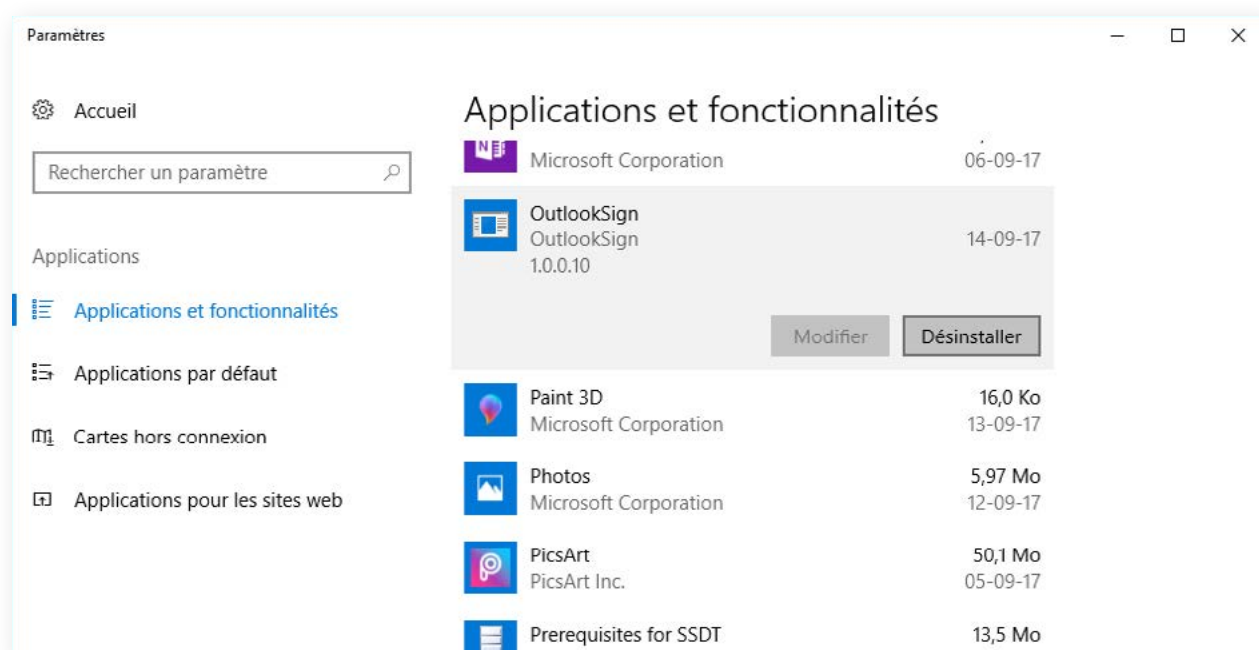 Paramètres
Accueil
Rechercher un paramètre
Applications
Applications et fonctionnalités
Applications par défaut
Cartes hors connexion
Applications pour les sites web
Applications et fonctionnalités
Microsoft Corporation 06-09-17
OutlookSign
OutlookSign 14-09-17
1.0.0.10
Modifier Désinstaller
Paint 3D 16,0 Ko
Microsoft Corporation 13-09-17
Photos 5,97 Mo
Microsoft Corporation 12-09-17
PicsArt 50,1 Mo
PicsArt Inc. 05-09-17
Prerequisites for SSDT 13,5 Mo